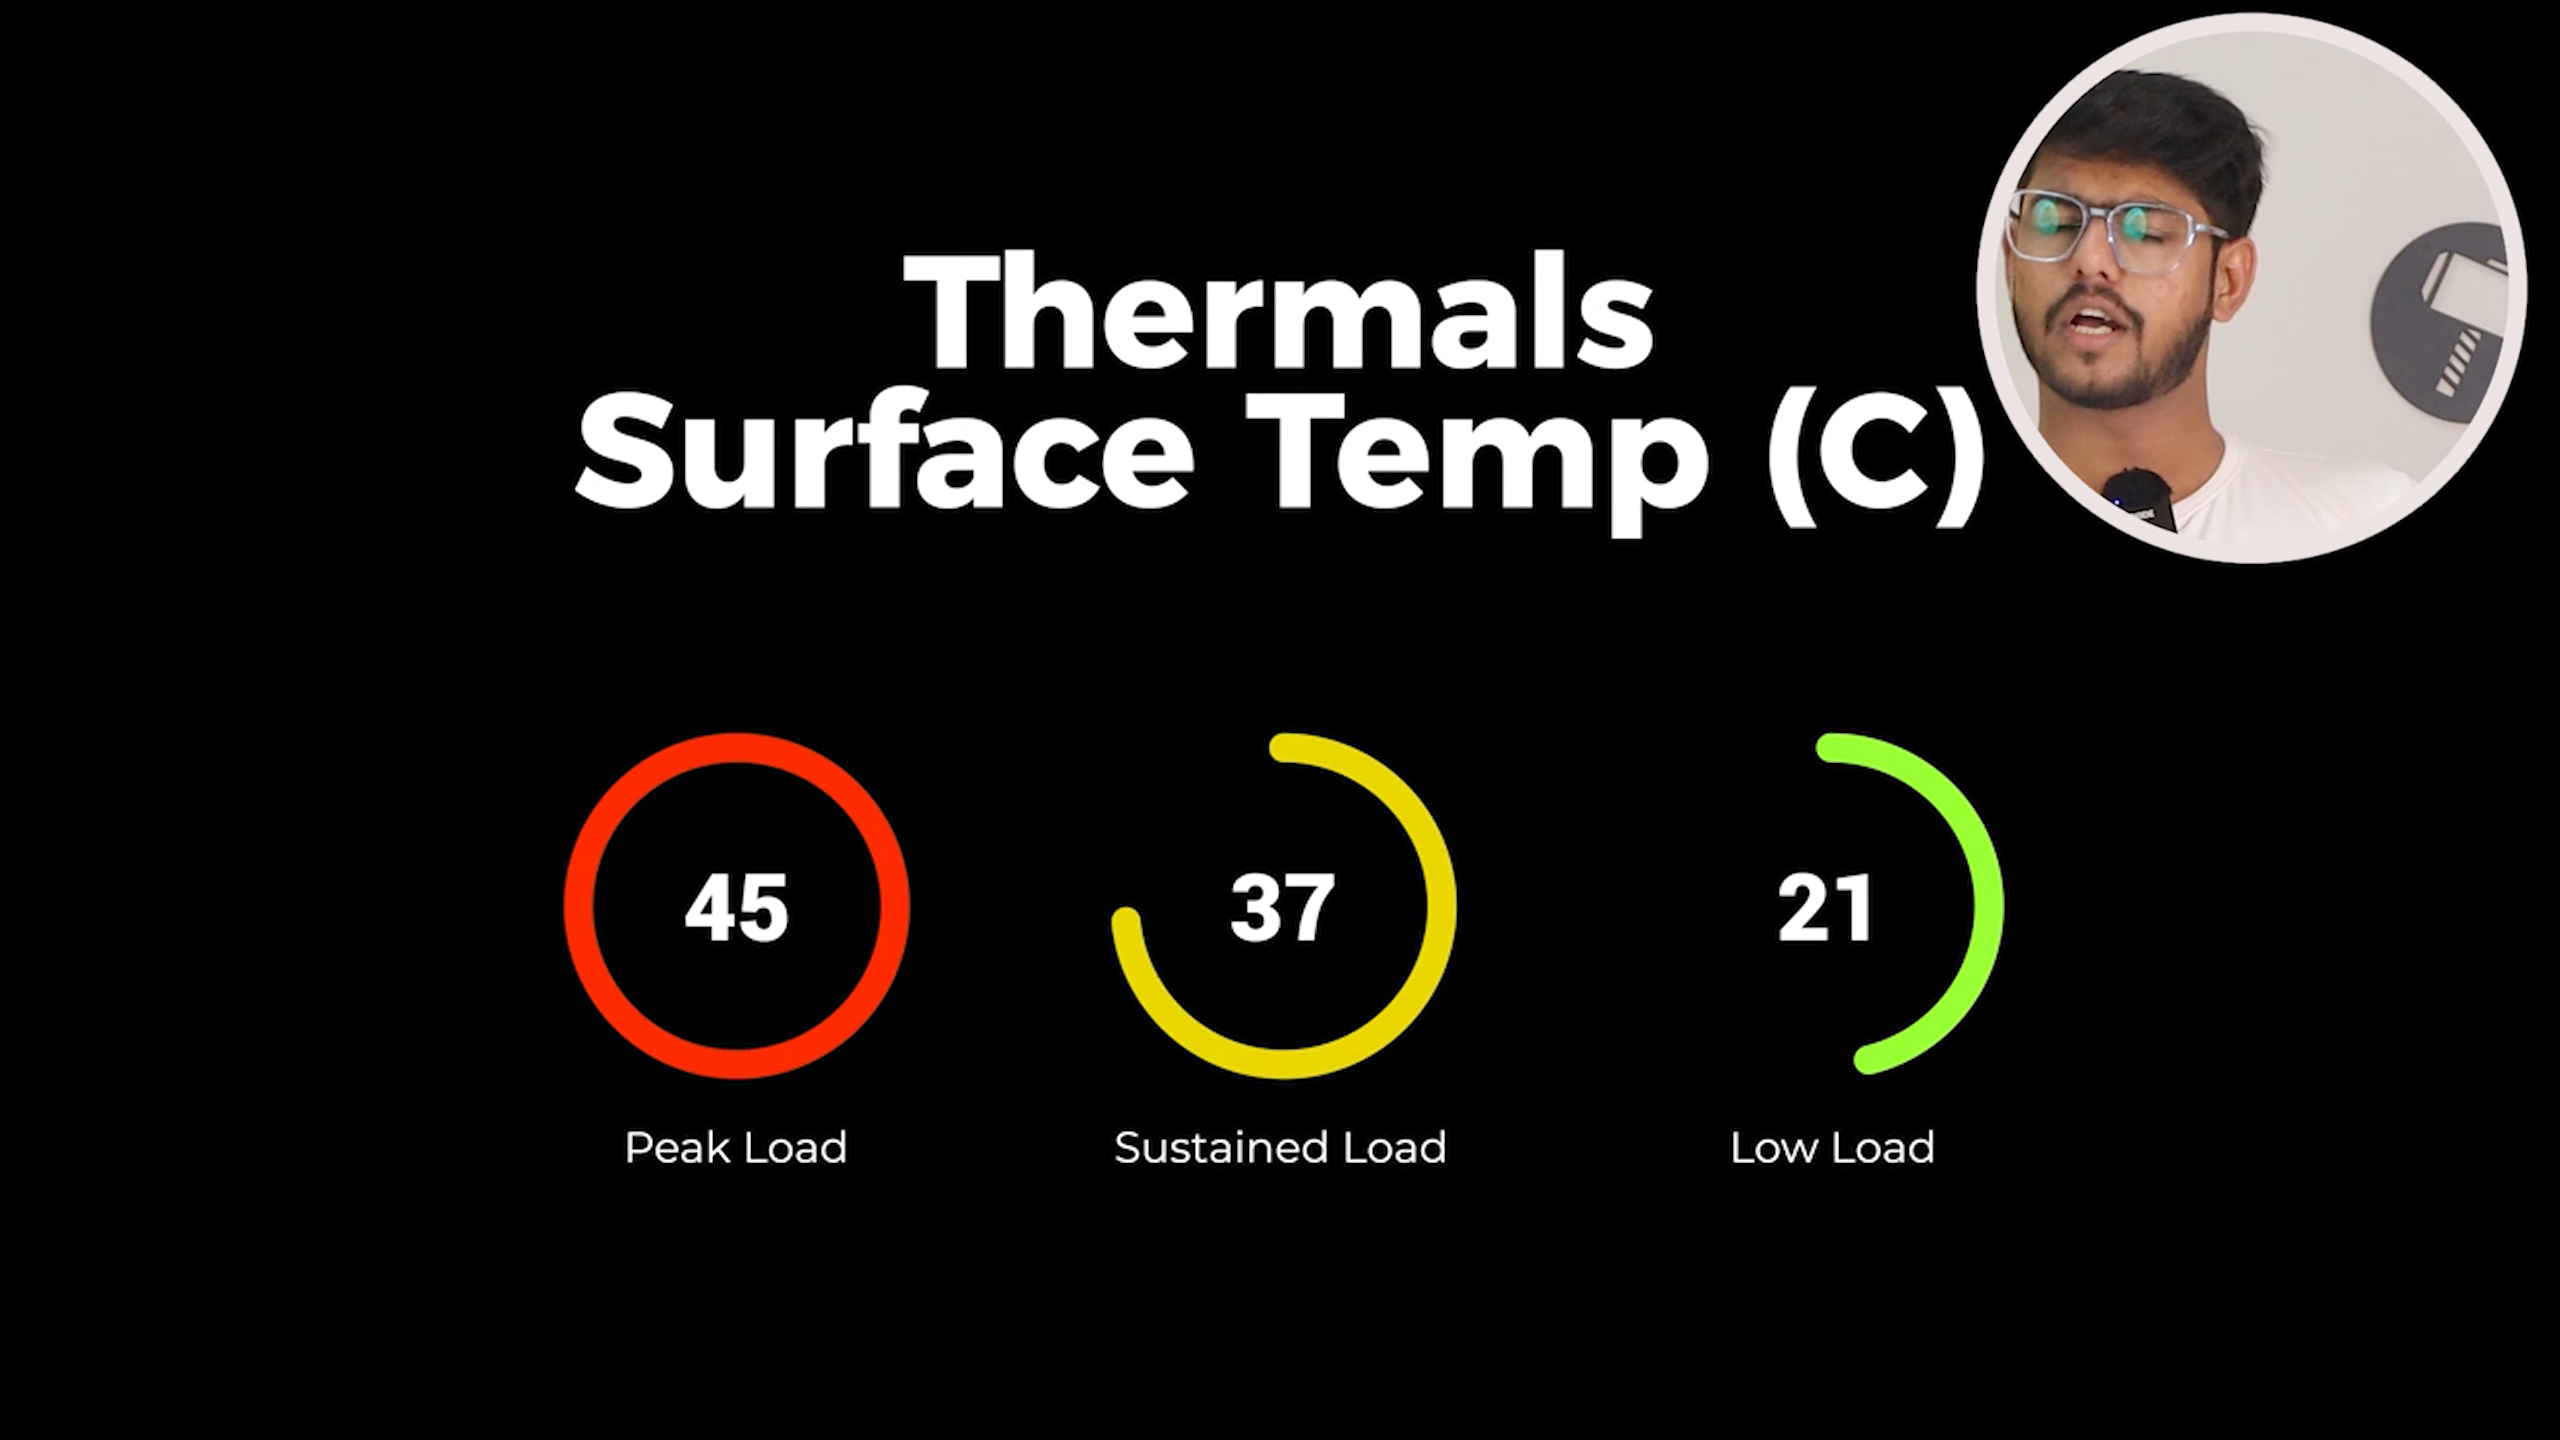 Thermals
Surface Temp (C)
45
37
21
Peak Load
Sustained Load
Low Load